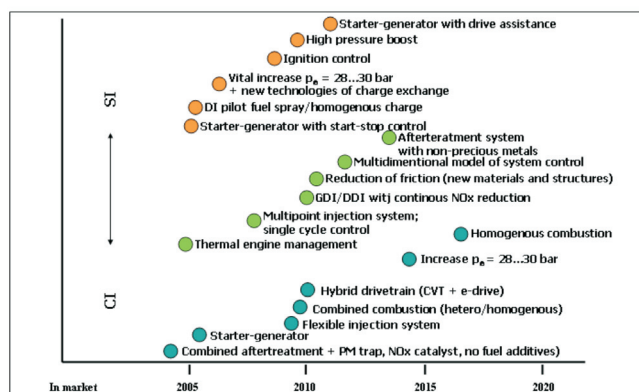 Starter-generator with drive assistance
High pressure boost
Ignition control
Vital increase pe = 28...30 bar
+ new technologies of charge exchange
DI pilot fuel spray/homogenous charge
Starter-generator with start-stop control
Afterteratment system
with non-precious metals
Multidimentional model of system control
Reduction of friction (new materials and structures)
GDI/DDI witj continous NOx reduction
Multipoint injection system;
single cycle control
Homogenous combustion
Thermal engine management
Increase pe = 28...30 bar
Hybrid drivetrain (CVT + e-drive)
Combined combustion (hetero/homogenous)
Flexible injection system
Starter-generator
Combined aftertreatment + PM trap, NOx catalyst, no fuel additives)
IS
CI
In market 2005 2010 2015 2020